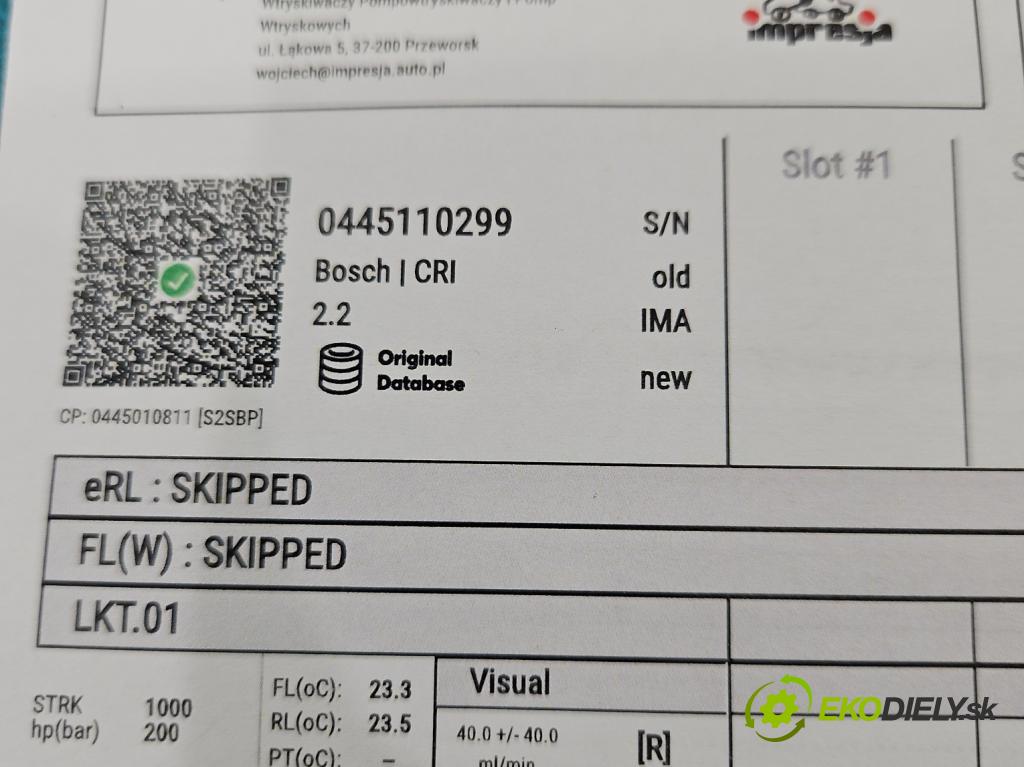 Wtryskiwaczy Pompowtryskiwaczy i Pomp
Wtryskowych
ul. Łąkowa 5, 37-200 Przeworsk
wojciech@impresja.auto.pl
impresja
Slot #1
S
0445110299
S/N
Bosch | CRI
old
2.2
IMA
Original
Database
new
CP: 0445010811 [S2SBP]
eRL : SKIPPED
FL(W) : SKIPPED
LKT.01
STRK 1000
hp(bar) 200
FL(oC): 23.3
RL(oC): 23.5
PT(oC): –
Visual
40.0 +/- 40.0
ml/min
[R]
EKODIELY.sk